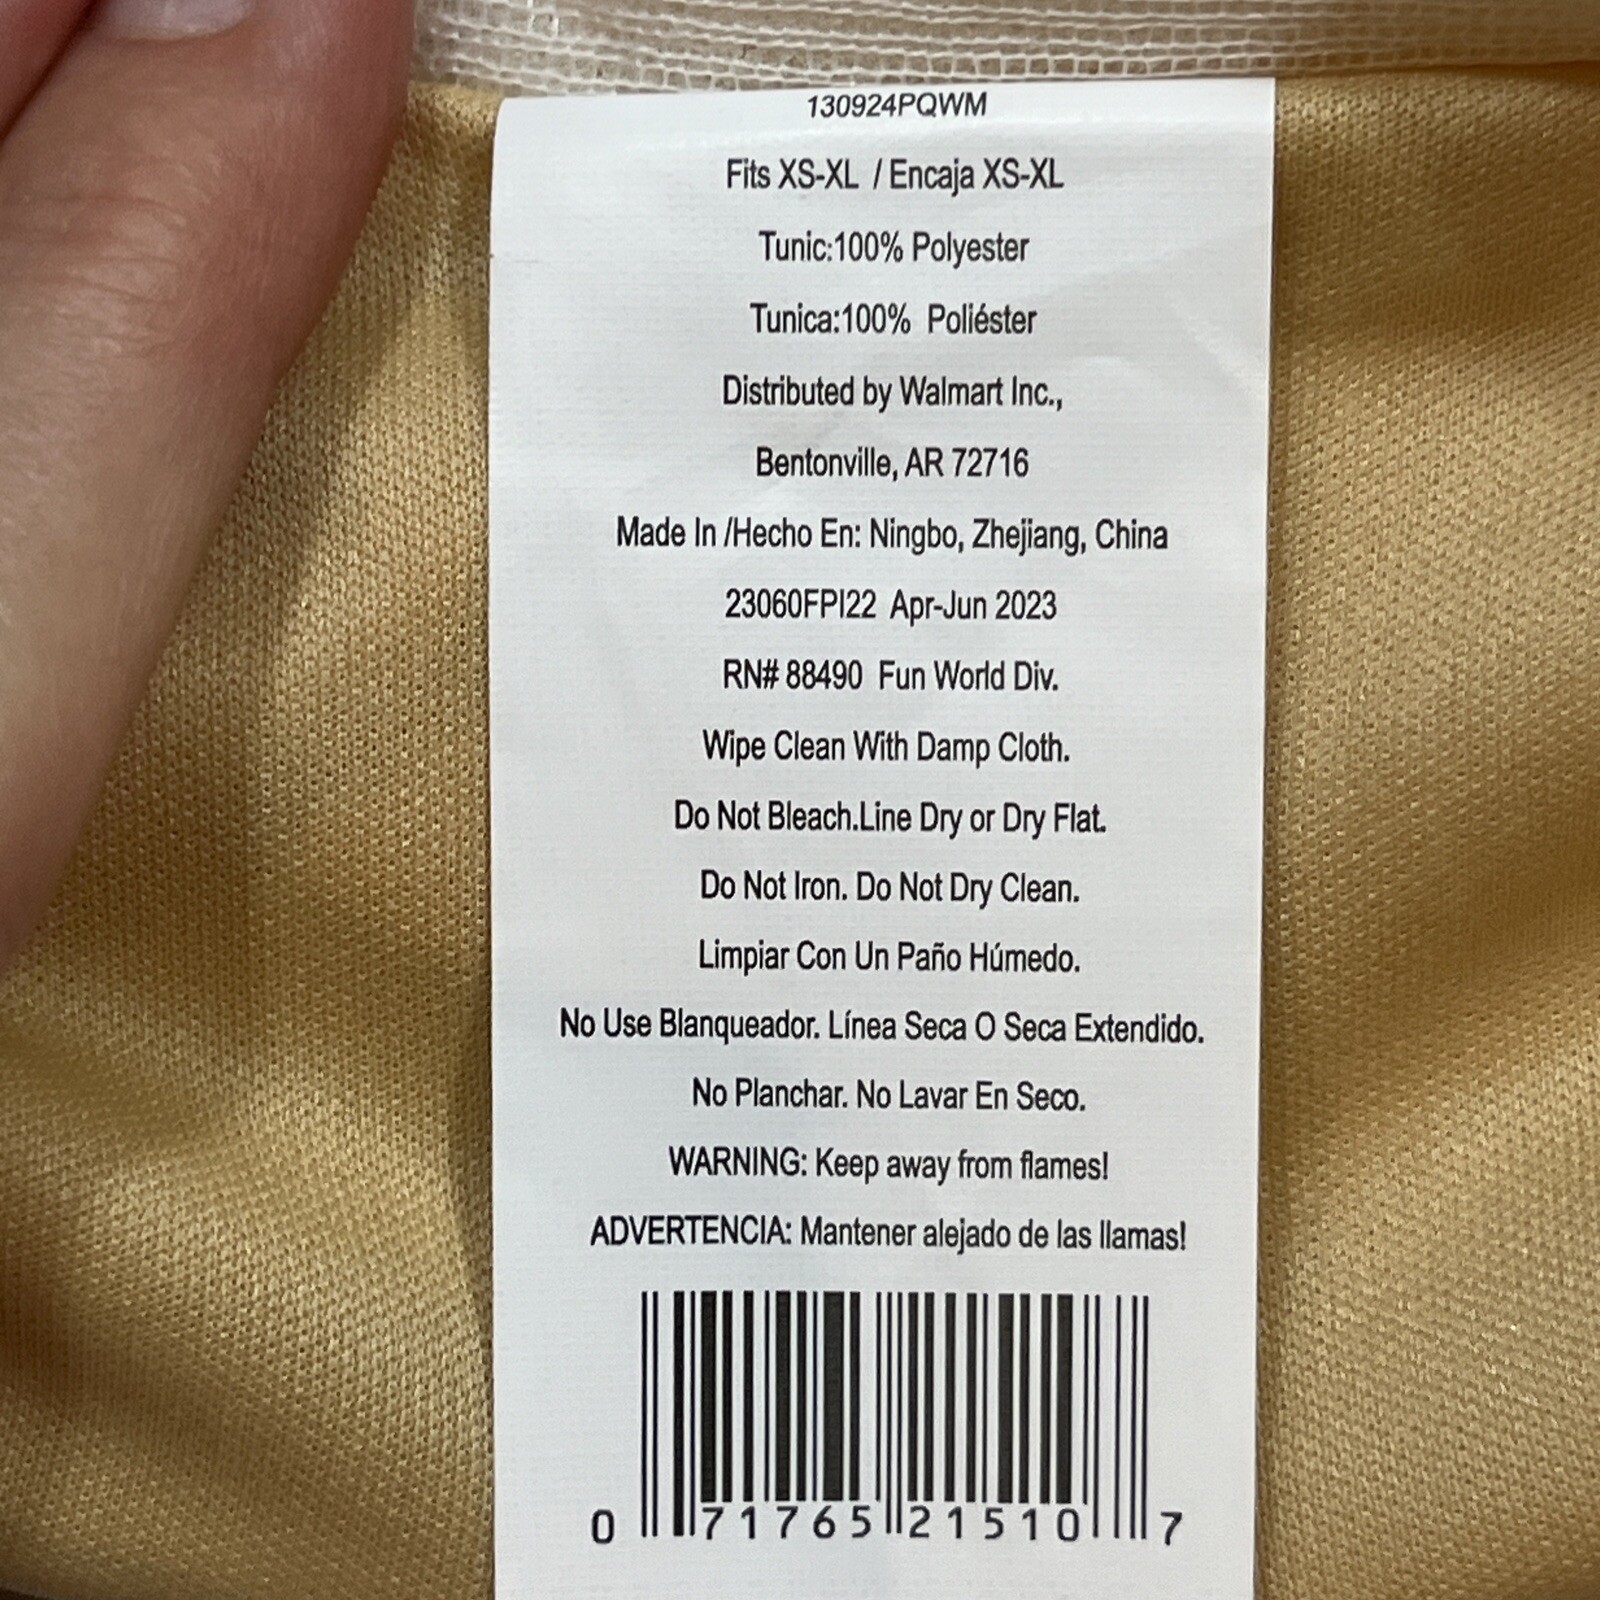 130924PQWM
Fits XS-XL / Encaja XS-XL
Tunic:100% Polyester
Tunica:100% Poliéster
Distributed by Walmart Inc.,
Bentonville, AR 72716
Made In /Hecho En: Ningbo, Zhejiang, China
23060FPI22 Apr-Jun 2023
RN# 88490 Fun World Div.
Wipe Clean With Damp Cloth.
Do Not Bleach.Line Dry or Dry Flat.
Do Not Iron. Do Not Dry Clean.
Limpiar Con Un Paño Húmedo.
No Use Blanqueador. Línea Seca O Seca Extendido.
No Planchar. No Lavar En Seco.
WARNING: Keep away from flames!
ADVERTENCIA: Mantener alejado de las llamas!
0 71765 21510 7